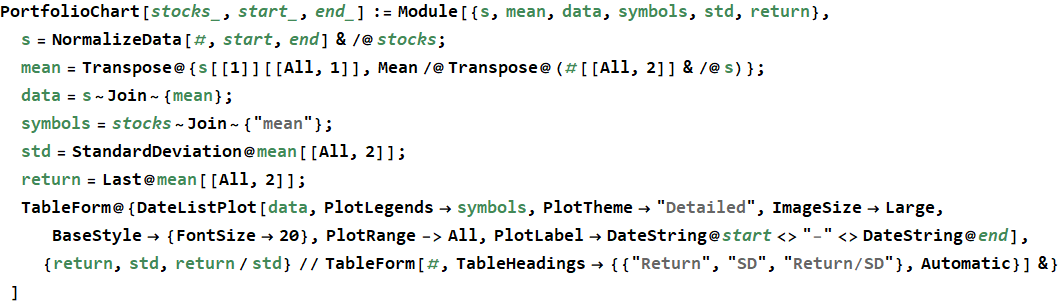 PortfolioChart[stocks_, start_, end_] := Module[{s, mean, data, symbols, std, return},
s = NormalizeData[#, start, end] & /@ stocks;
mean = Transpose@{s[[1]][[All, 1]], Mean /@ Transpose@(#[[All, 2]] & /@ s)};
data = s~Join~{mean};
symbols = stocks~Join~{"mean"};
std = StandardDeviation@mean[[All, 2]];
return = Last@mean[[All, 2]];
TableForm@{DateListPlot[data, PlotLegends → symbols, PlotTheme → "Detailed", ImageSize → Large,
BaseStyle → {FontSize → 20}, PlotRange -> All, PlotLabel → DateString@start <> "-" <> DateString@end],
{return, std, return / std} // TableForm[#, TableHeadings → {{"Return", "SD", "Return/SD"}, Automatic}] &}
]